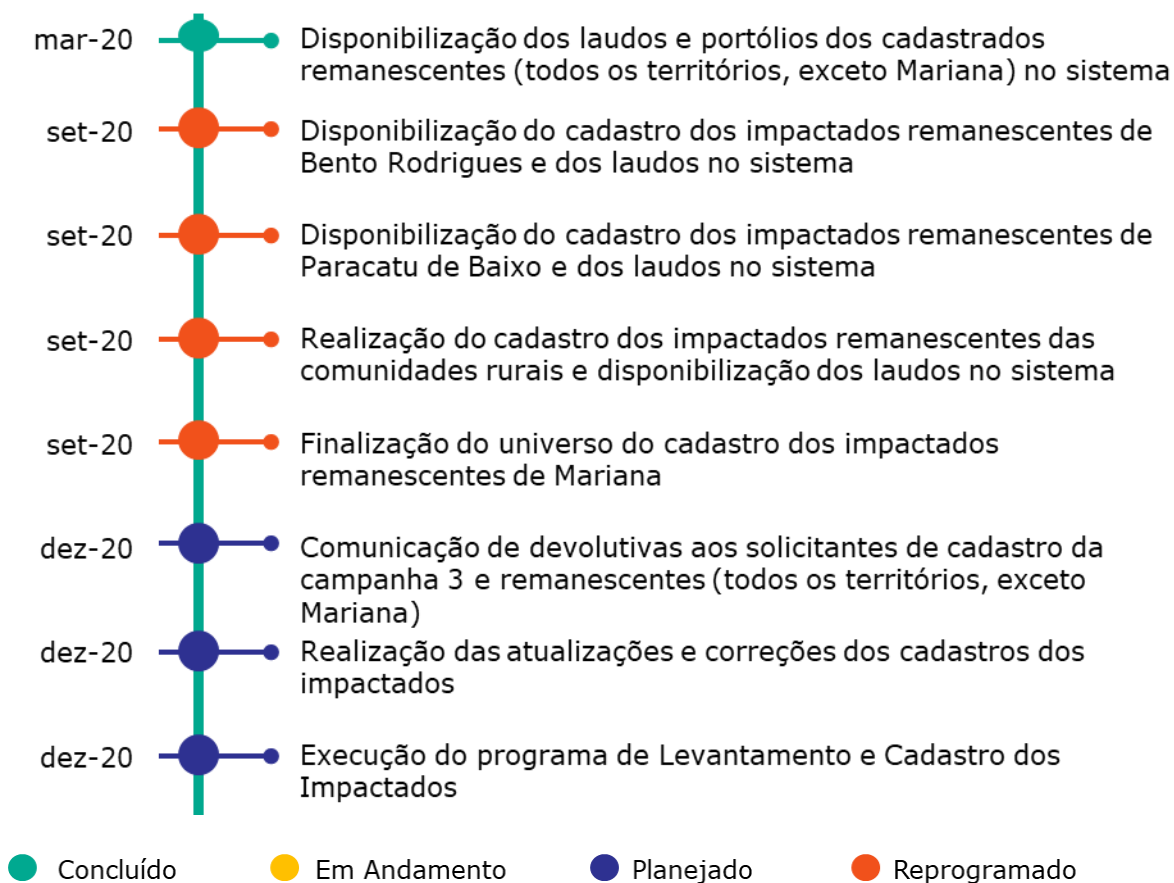 mar-20
Disponibilização dos laudos e portólios dos cadastrados
remanescentes (todos os territórios, exceto Mariana) no sistema
set-20
Disponibilização do cadastro dos impactados remanescentes de
Bento Rodrigues e dos laudos no sistema
set-20
Disponibilização do cadastro dos impactados remanescentes de
Paracatu de Baixo e dos laudos no sistema
set-20
Realização do cadastro dos impactados remanescentes das
comunidades rurais e disponibilização dos laudos no sistema
set-20
Finalização do universo do cadastro dos impactados
remanescentes de Mariana
dez-20
Comunicação de devolutivas aos solicitantes de cadastro da
campanha 3 e remanescentes (todos os territórios, exceto
Mariana)
dez-20
Realização das atualizações e correções dos cadastros dos
impactados
dez-20
Execução do programa de Levantamento e Cadastro dos
Impactados
Concluído Em Andamento Planejado Reprogramado